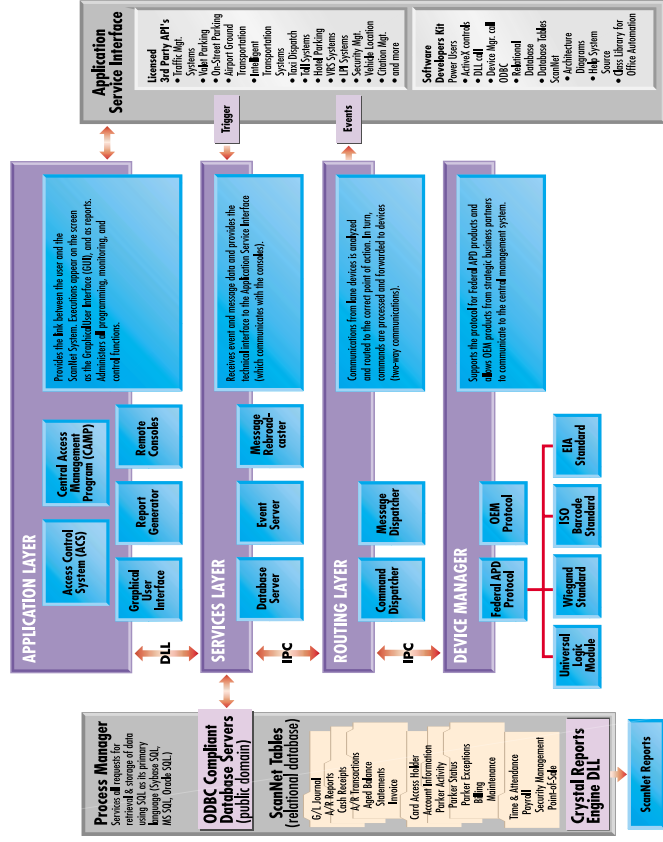 Process Manager
Services all requests for
retrieval & storage of data
using SQL as its primary
language (Sybase SQL,
MS SQL, Oracle SQL)
ODBC Compliant
Database Servers
(public domain)
ScanNet Tables
(relational database)
G/L Journal
A/R Reports
Cash Receipts
A/R Transactions
Aged Balance
Statements
Invoice
Card Access Holder
Account Information
Parker Activity
Parker Status
Parker Exceptions
Billing
Maintenance
Time & Attendance
Payroll
Security Management
Point-of-Sale
Crystal Reports
Engine DLL
ScanNet Reports
APPLICATION LAYER
Access Control
System (ACS)
Central Access
Management
Program (CAMP)
Graphical
User
Interface
Report
Generator
Remote
Consoles
Provides the link between the user and the
ScanNet System. Executions appear on the screen
as the GraphicalUser Interface (GUI), and as reports.
Administers all programming, monitoring, and
control functions.
DLL
SERVICES LAYER
Database
Server
Event
Server
Message
Rebroad-
caster
Receives event and message data and provides the
technical interface to the Application Service Interface
(which communicates with the consoles).
IPC
ROUTING LAYER
Command
Dispatcher
Message
Dispatcher
Communications from lane devices is analyzed
and routed to the correct point of action. In turn,
commands are processed and forwarded to devices
(two-way communications).
IPC
DEVICE MANAGER
Federal APD
Protocol
OEM
Protocol
Supports the protocol for Federal APD products and
allows OEM products from strategic business partners
to communicate to the central management system.
Universal
Logic
Module
Wiegand
Standard
ISO
Barcode
Standard
EIA
Standard
Application
Service Interface
Trigger
Events
Licensed
3rd Party API's
• Traffic Mgt.
Systems
• Valet Parking
• On-Street Parking
• Airport Ground
Transportation
• Intelligent
Transportation
Systems
• Taxi Dispatch
• Toll Systems
• Hotel Parking
• VRS Systems
• LPI Systems
• Security Mgt.
• Vehicle Location
• Citation Mgt.
• and more
Software
Developers Kit
Power Users
• ActiveX controls
• DLL call
• Device Mgr. call
ODBC
• Relational
Database
• Database Tables
ScanNet
• Architecture
Diagrams
• Help System
Source
• Class Library for
Office Automation